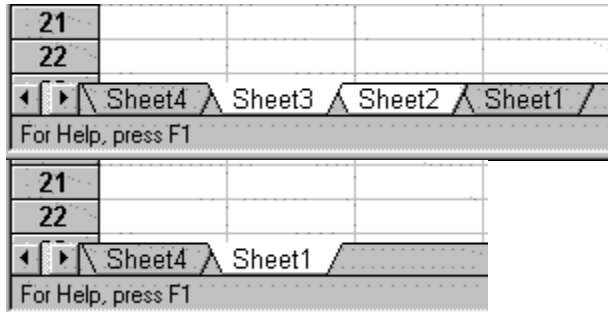 21
22
Sheet4 Sheet3 Sheet2 Sheet1
For Help, press F1
21
22
Sheet4 Sheet1
For Help, press F1